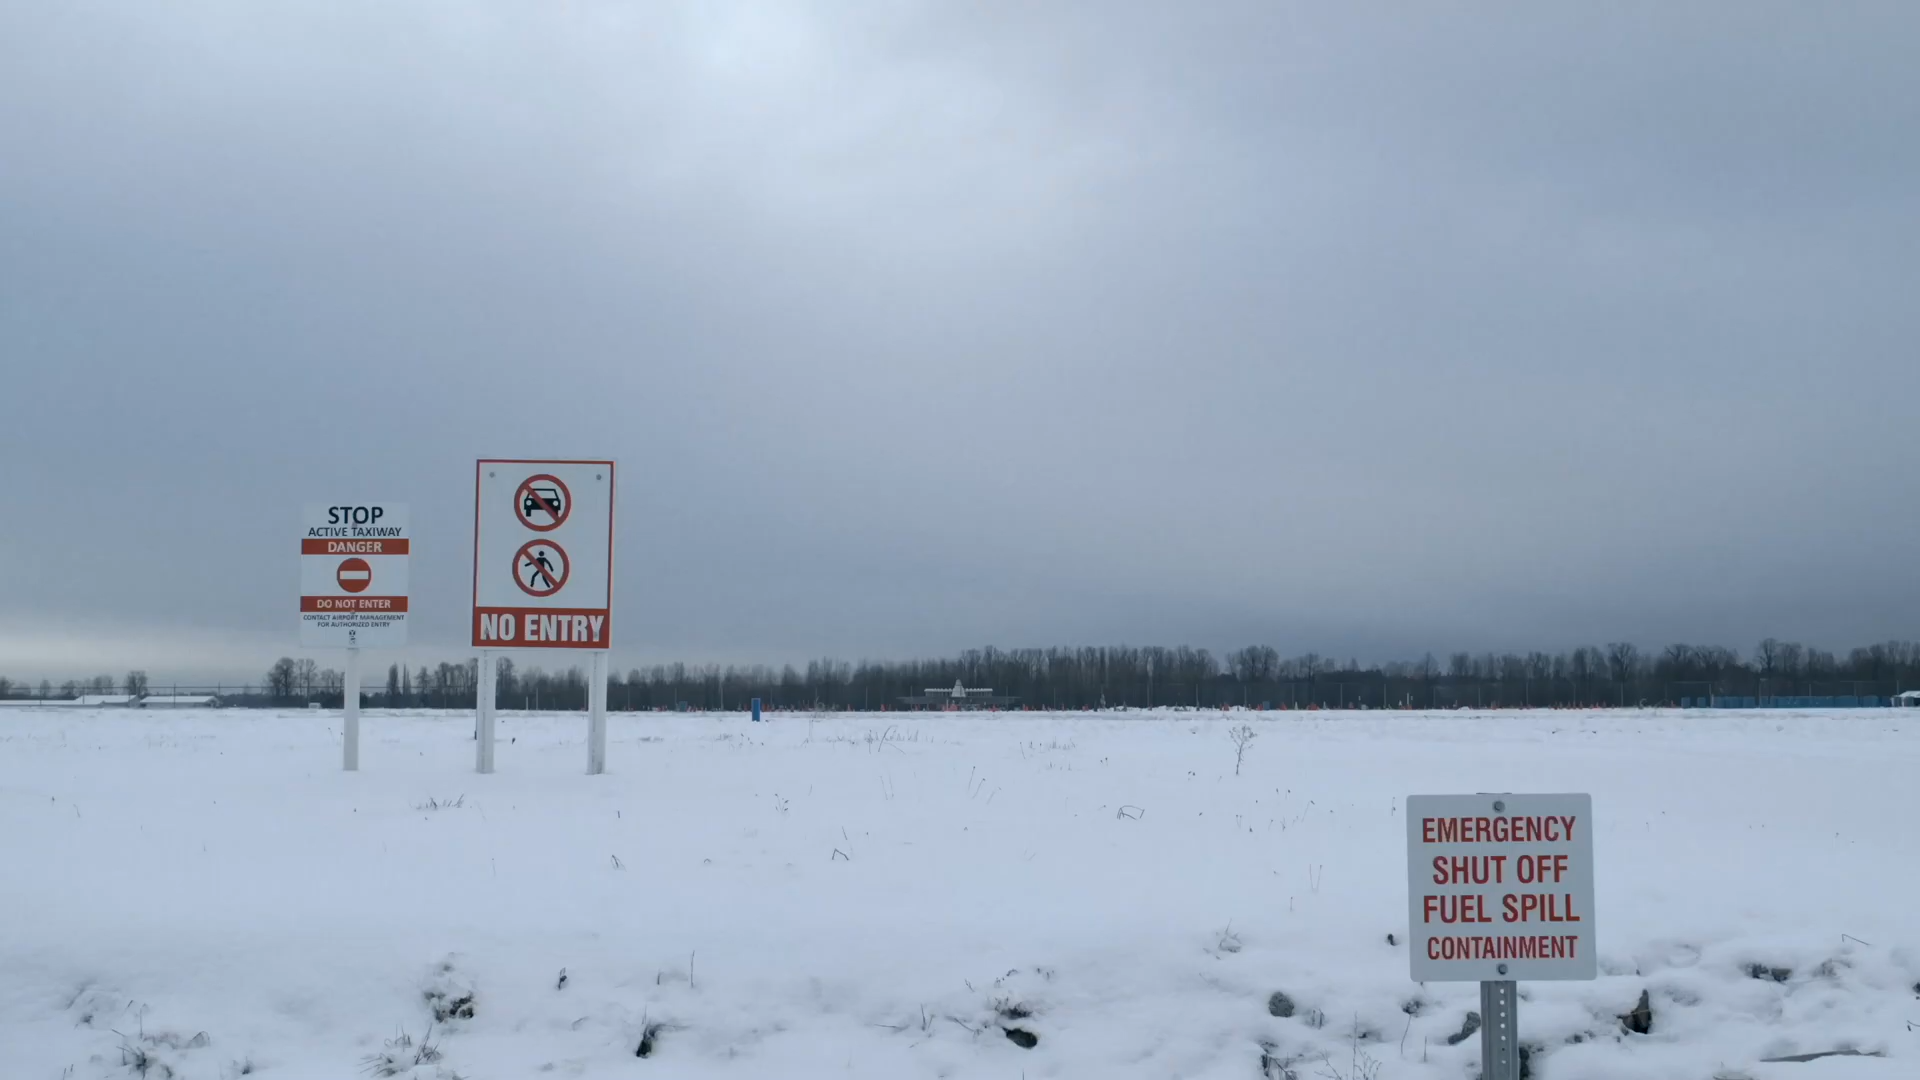 STOP
ACTIVE TAXIWAY
DANGER
DO NOT ENTER
CONTACT AIRPORT MANAGEMENT
FOR AUTHORIZED ENTRY
NO ENTRY
EMERGENCY
SHUT OFF
FUEL SPILL
CONTAINMENT